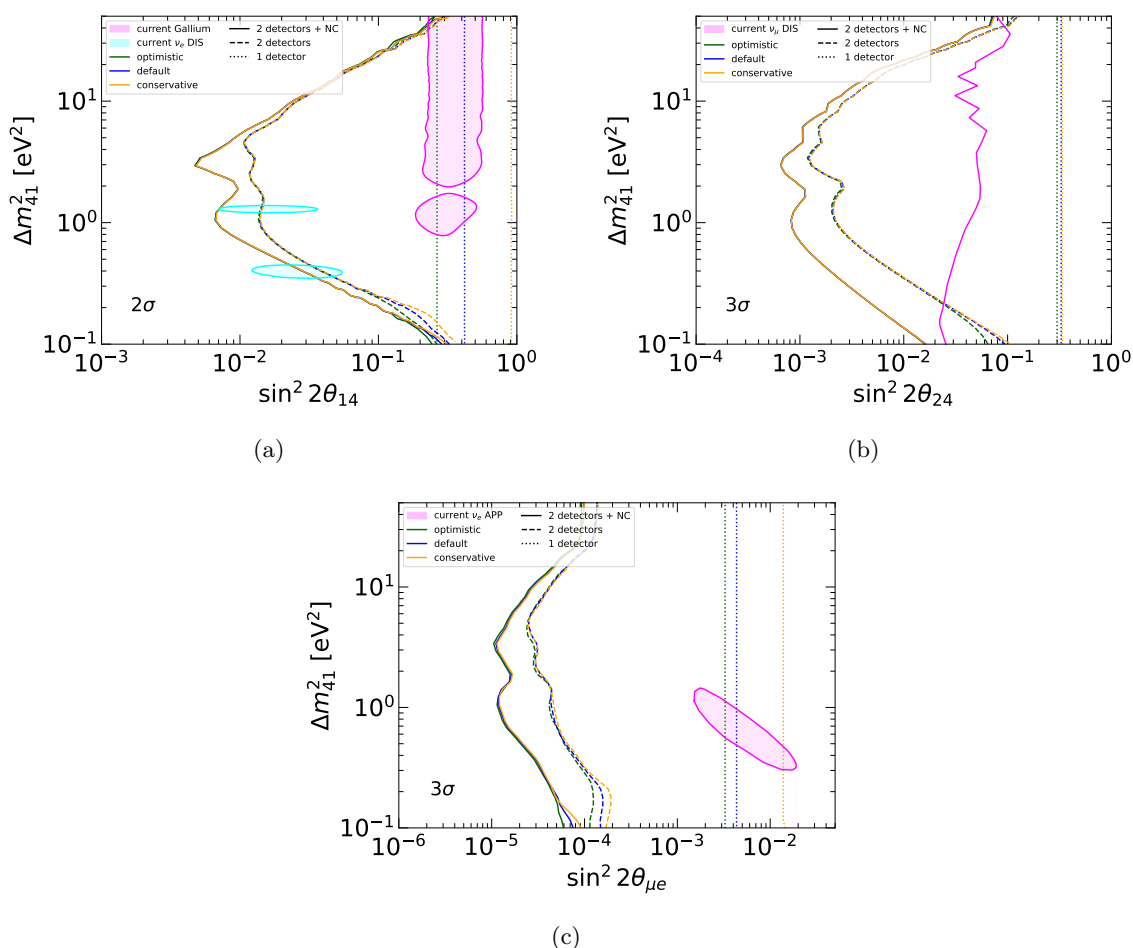 current Gallium
current νe DIS
optimistic
default
conservative
2 detectors + NC
2 detectors
1 detector
10¹
10⁰
10⁻¹
Δm²₄₁ [eV²]
2σ
10⁻³ 10⁻² 10⁻¹ 10⁰
sin² 2θ₁₄
(a)
current νμ DIS
optimistic
default
conservative
2 detectors + NC
2 detectors
1 detector
10¹
10⁰
10⁻¹
Δm²₄₁ [eV²]
3σ
10⁻⁴ 10⁻³ 10⁻² 10⁻¹ 10⁰
sin² 2θ₂₄
(b)
current νe APP
optimistic
default
conservative
2 detectors + NC
2 detectors
1 detector
10¹
10⁰
10⁻¹
Δm²₄₁ [eV²]
3σ
10⁻⁶ 10⁻⁵ 10⁻⁴ 10⁻³ 10⁻²
sin² 2θμe
(c)